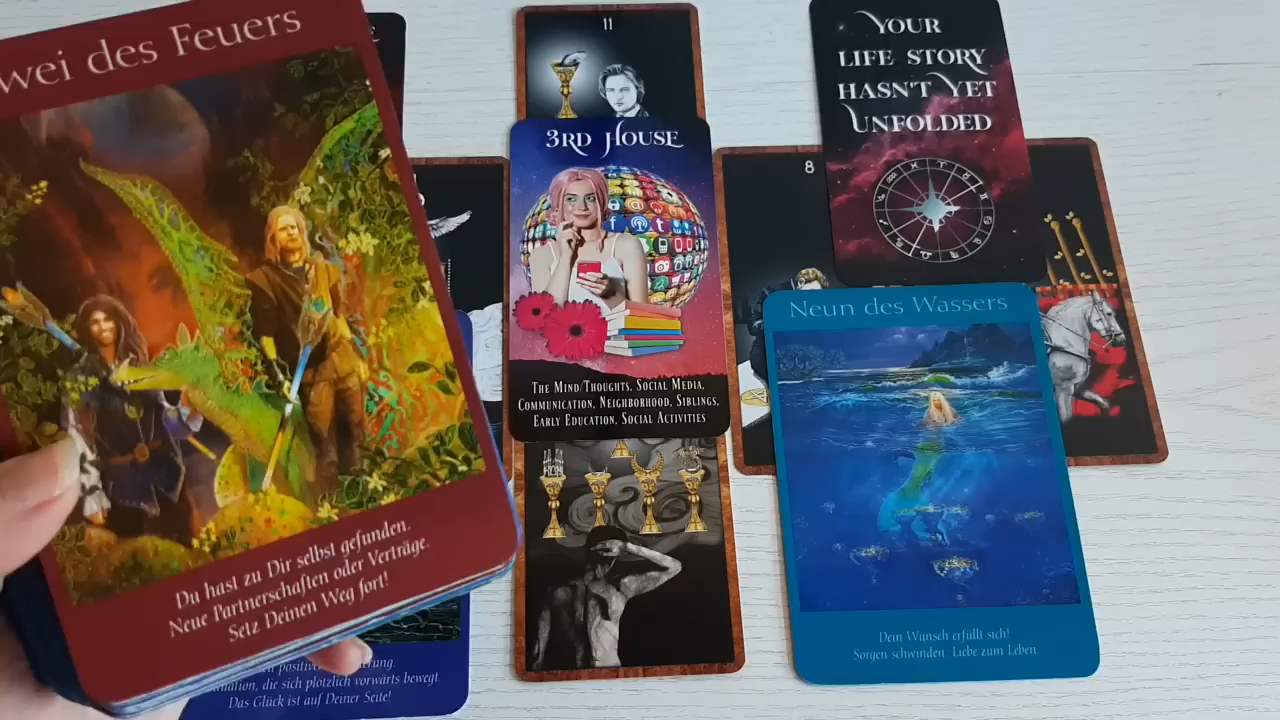 wei des Feuers
Du hast zu Dir selbst gefunden.
Neue Partnerschaften oder Verträge.
Setz Deinen Weg fort!
11
3RD HOUSE
THE MIND/THOUGHTS, SOCIAL MEDIA,
COMMUNICATION, NEIGHBORHOOD, SIBLINGS,
EARLY EDUCATION, SOCIAL ACTIVITIES
YOUR
LIFE STORY
HASN'T YET
UNFOLDED
8
Neun des Wassers
Dein Wunsch erfüllt sich!
Sorgen schwinden. Liebe zum Leben.
die sich plötzlich vorwärts bewegt.
Das Glück ist auf Deiner Seite!